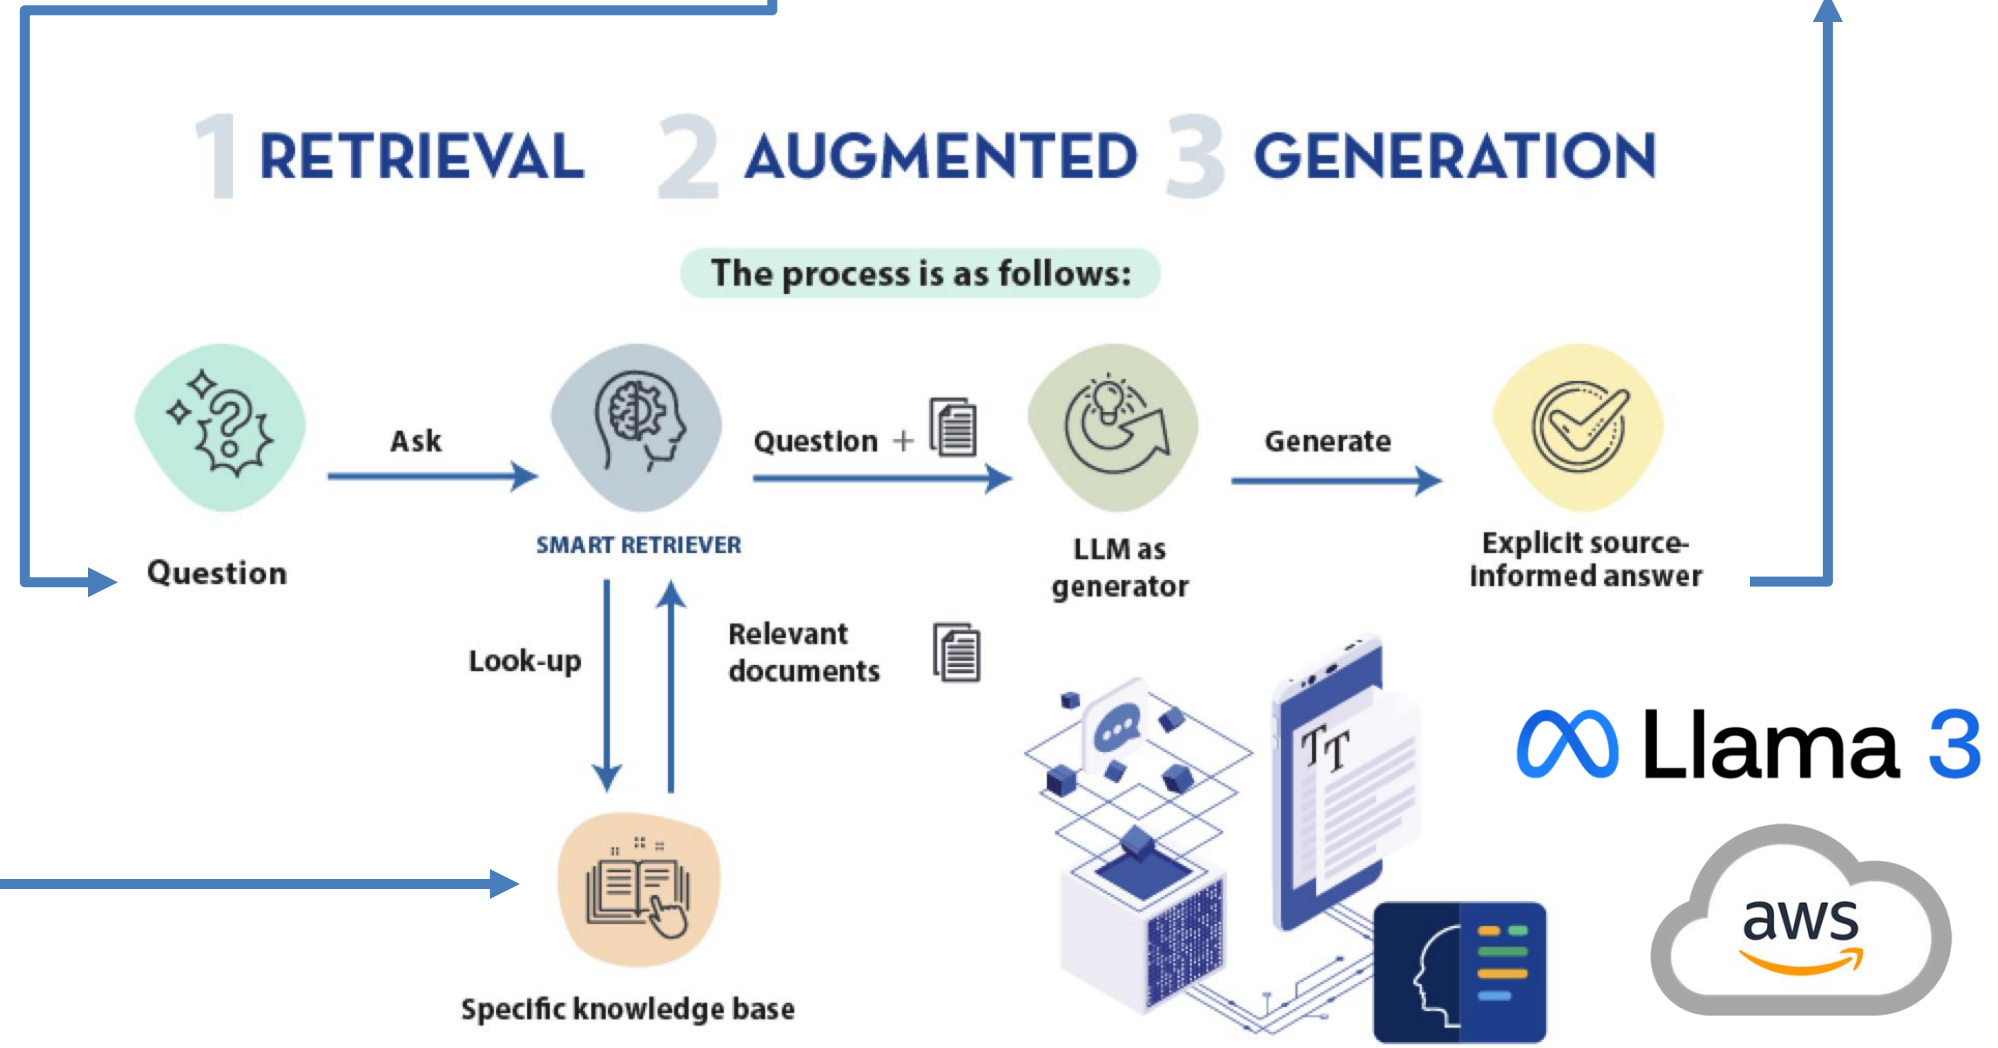 1 RETRIEVAL 2 AUGMENTED 3 GENERATION
The process is as follows:
Ask
Question +
Generate
Question
SMART RETRIEVER
LLM as
generator
Explicit source-
informed answer
Look-up
Relevant
documents
TT
Llama 3
aws
Specific knowledge base